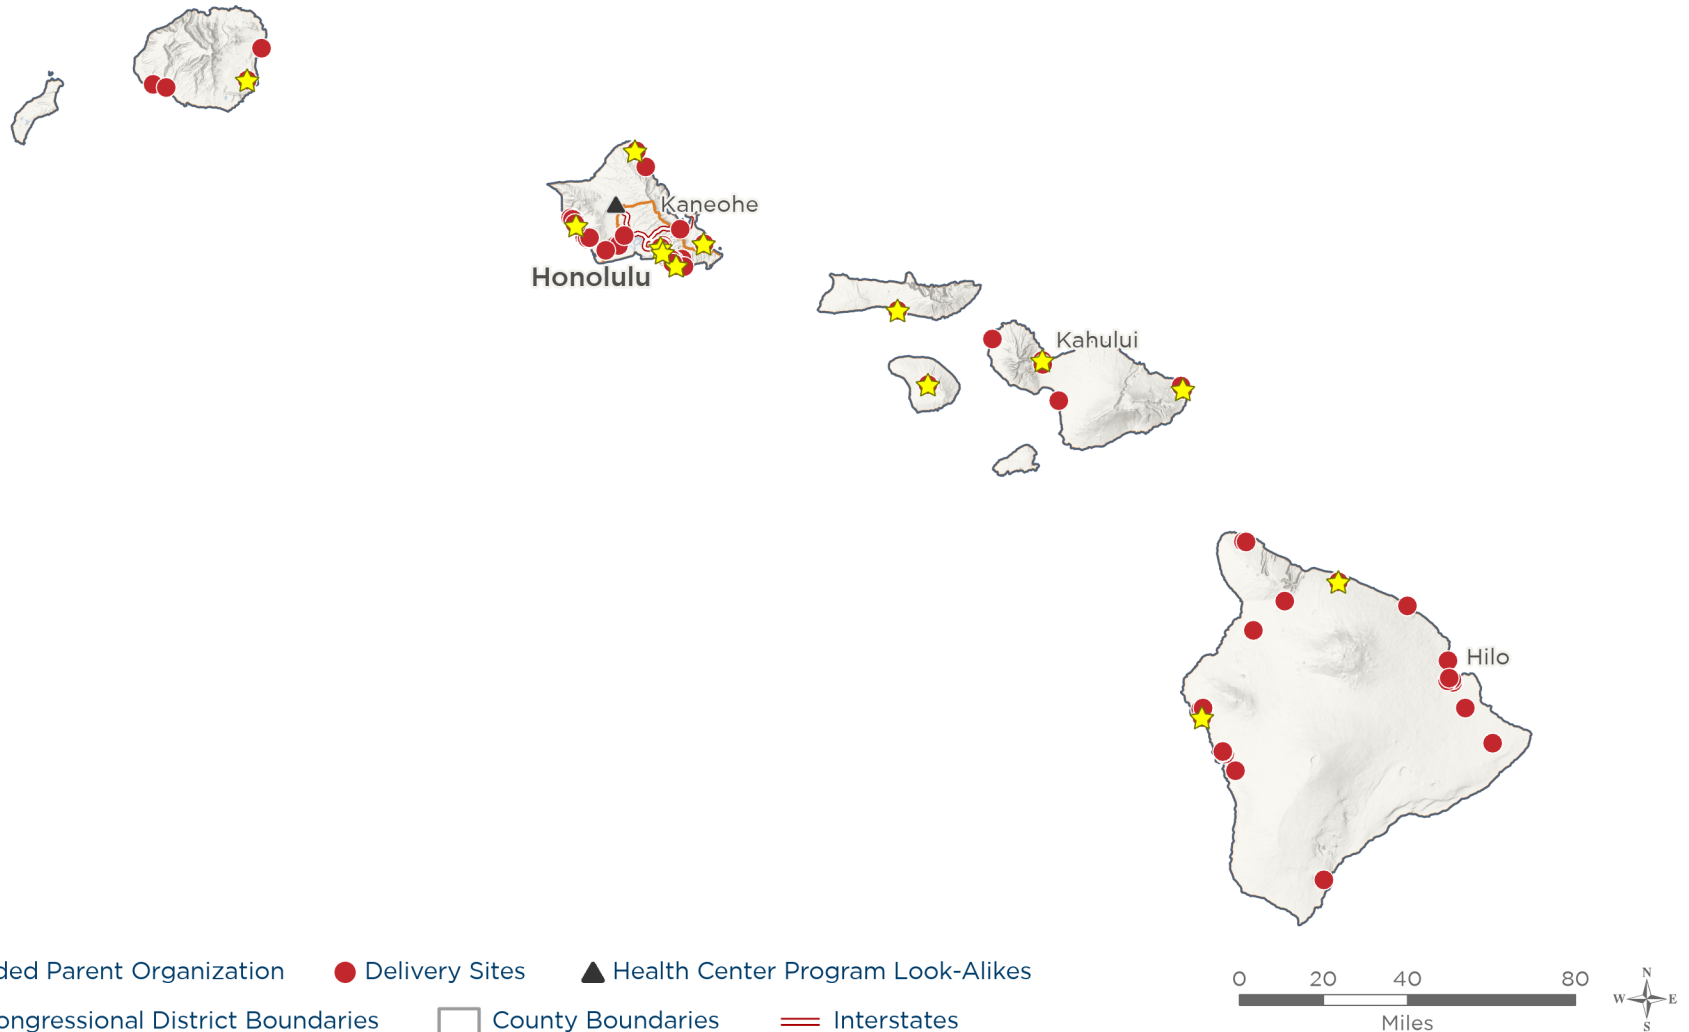 Kaneohe
Honolulu
Kahului
Hilo
ded Parent Organization Delivery Sites Health Center Program Look-Alikes
ongressional District Boundaries County Boundaries Interstates
0 20 40 80
Miles
N
W E
S